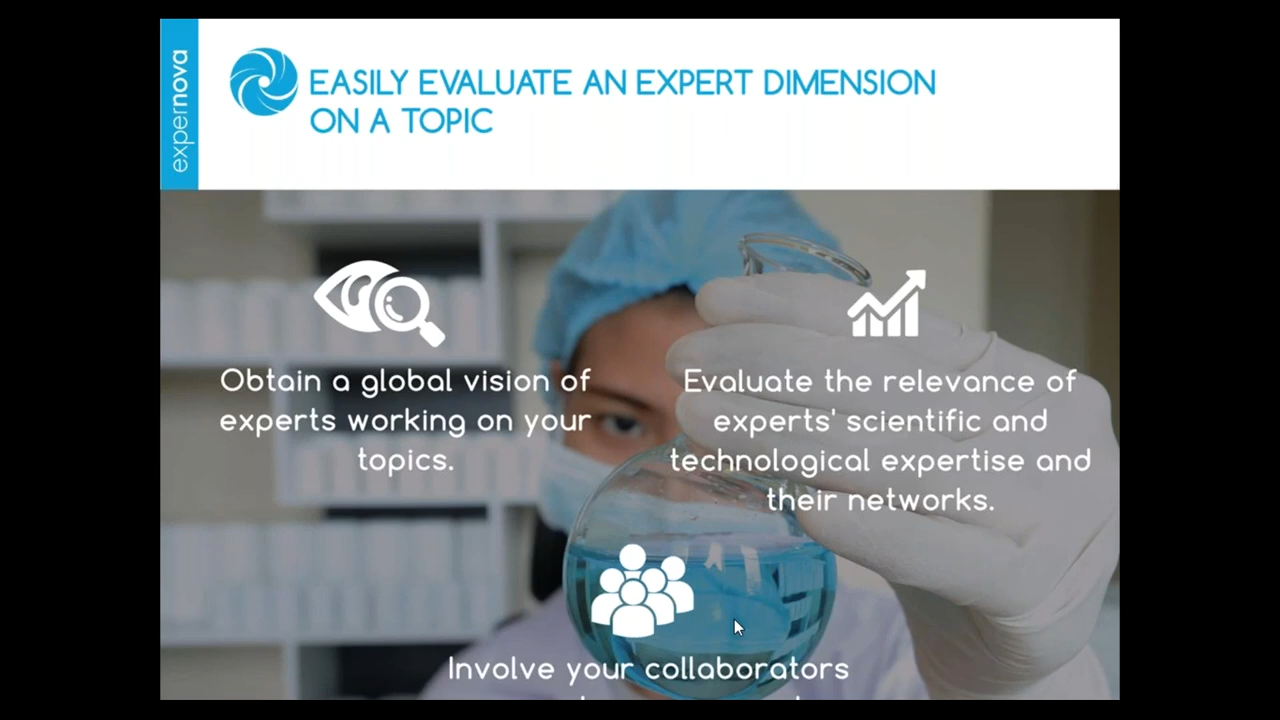 expernova
EASILY EVALUATE AN EXPERT DIMENSION
ON A TOPIC
Obtain a global vision of
experts working on your
topics.
Evaluate the relevance of
experts' scientific and
technological expertise and
their networks.
Involve your collaborators